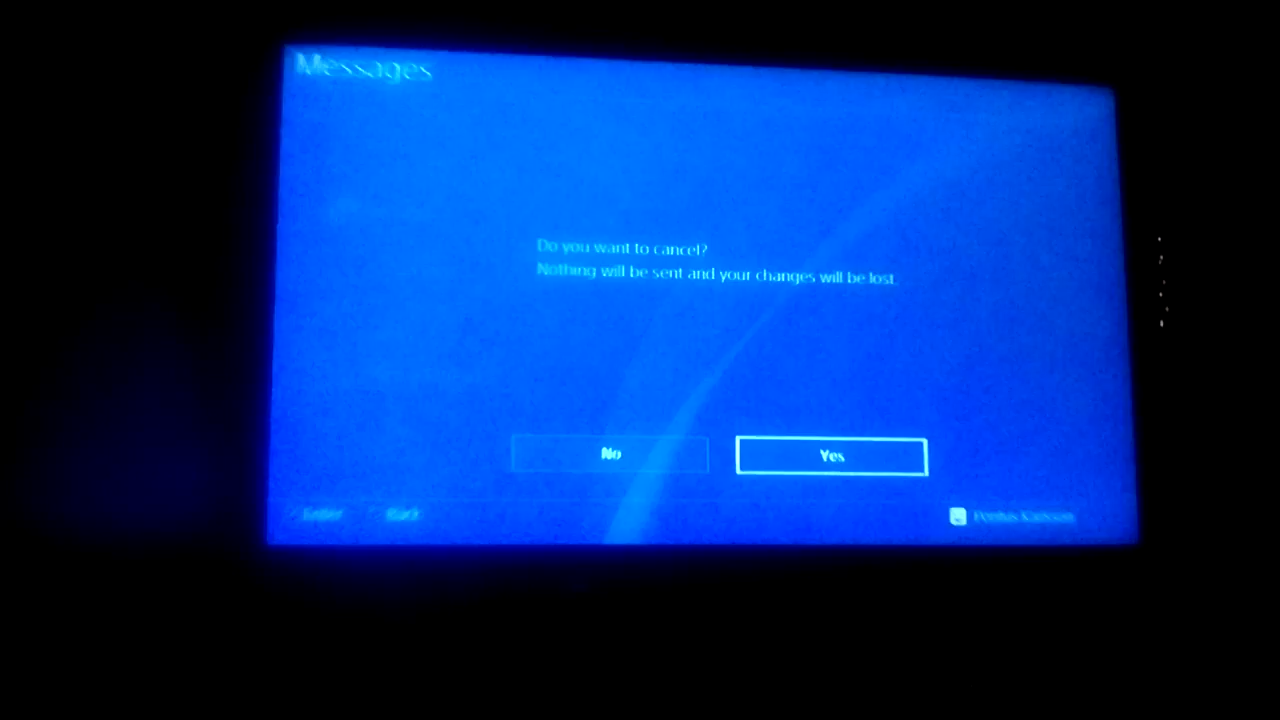 Messages
Do you want to cancel?
Nothing will be sent and your changes will be lost.
No
Yes
Enter
Back